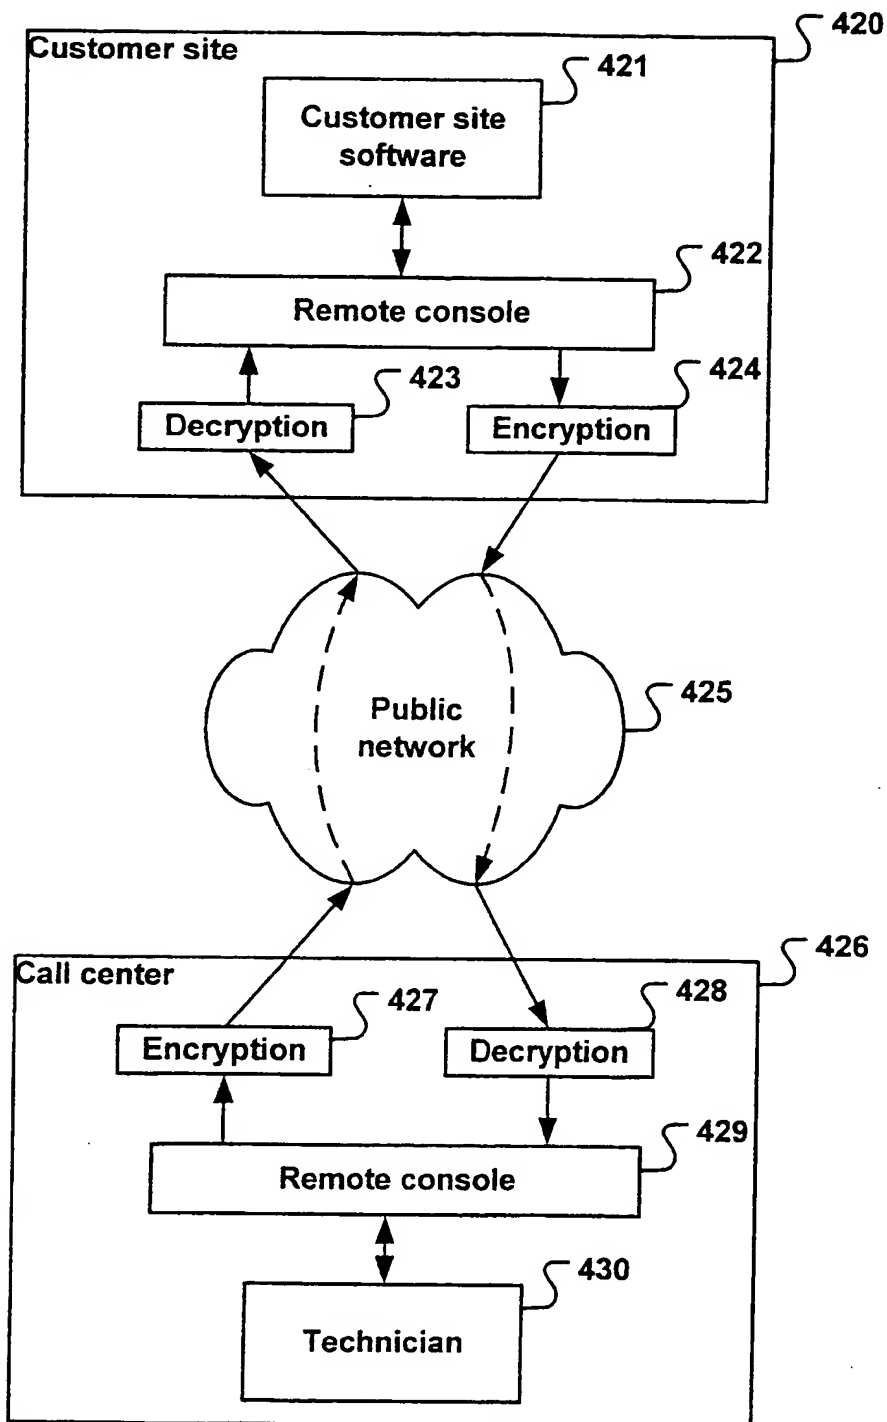 420
Customer site
421
Customer site
software
422
Remote console
423
424
Decryption
Encryption
425
Public
network
426
Call center
427
428
Encryption
Decryption
429
Remote console
430
Technician